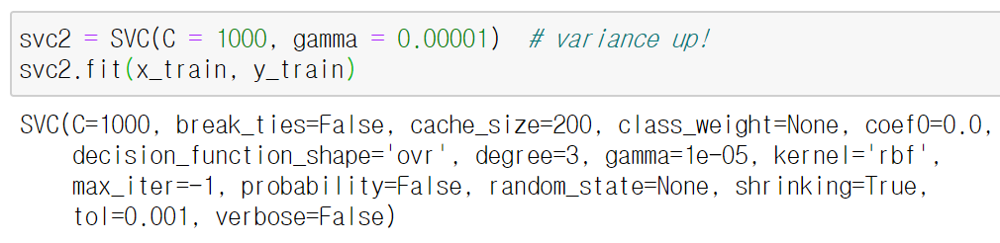 svc2 = SVC(C = 1000, gamma = 0.00001)  # variance up!
svc2.fit(x_train, y_train)
SVC(C=1000, break_ties=False, cache_size=200, class_weight=None, coef0=0.0,
    decision_function_shape='ovr', degree=3, gamma=1e-05, kernel='rbf',
    max_iter=-1, probability=False, random_state=None, shrinking=True,
    tol=0.001, verbose=False)